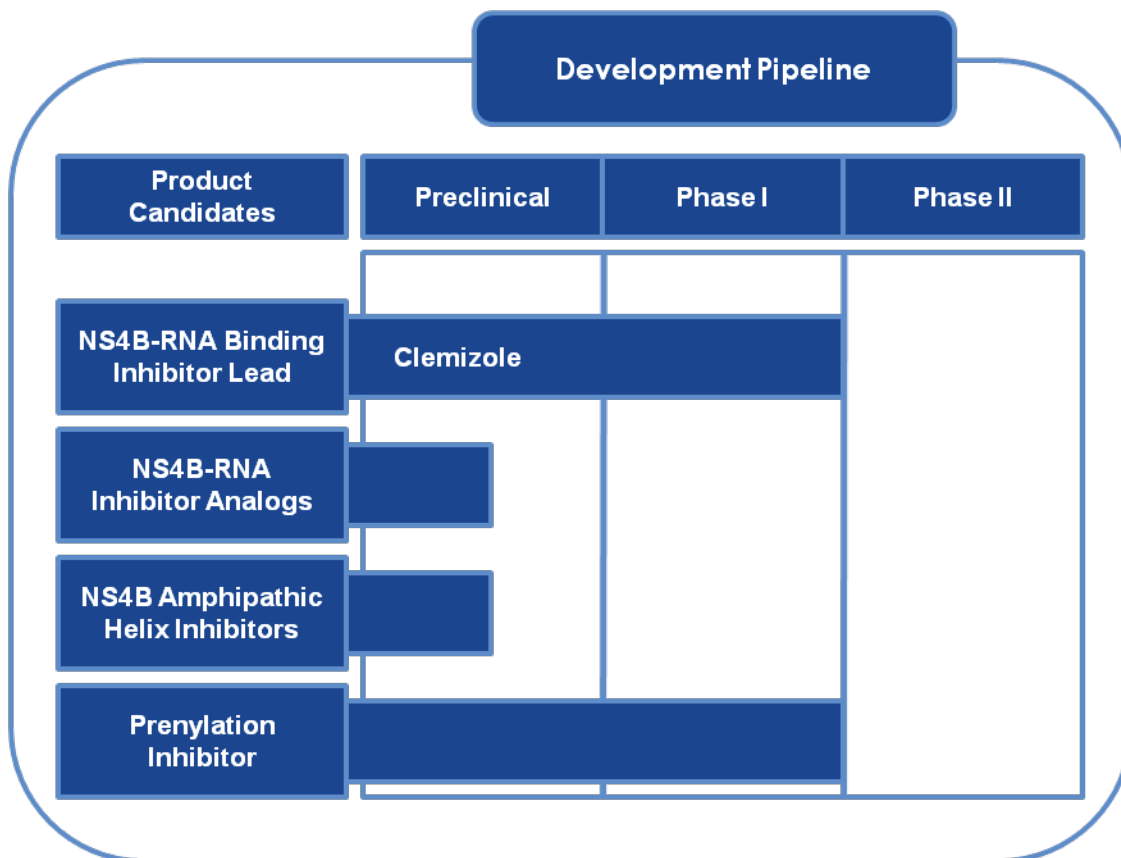 Development Pipeline
Product
Candidates
Preclinical
Phase I
Phase II
NS4B-RNA Binding
Inhibitor Lead
Clemizole
NS4B-RNA
Inhibitor Analogs
NS4B Amphipathic
Helix Inhibitors
Prenylation
Inhibitor